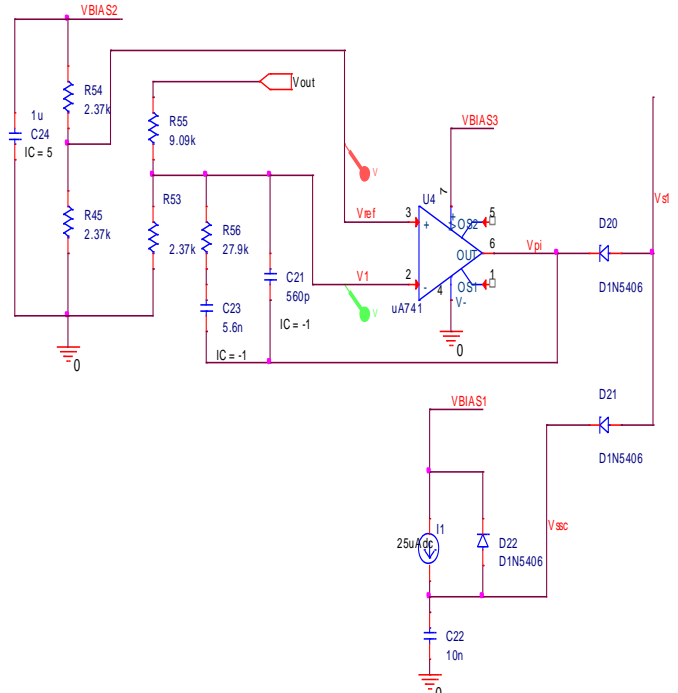 VBIAS2
R54
2.37k
1u
C24
IC = 5
R45
2.37k
Vout
R55
9.09k
R53
2.37k
R56
27.9k
C21
560p
IC = -1
C23
5.6n
IC = -1
0
VBIAS3
V
Vref
V1
V
U4
uA741
3
+
2
-
7
V+
5
OS2
OUT
6
OS1
1
4
V-
0
Vpi
D20
D1N5406
Vs1
D21
D1N5406
VBIAS1
I1
25uAdc
D22
D1N5406
Vssc
C22
10n
0